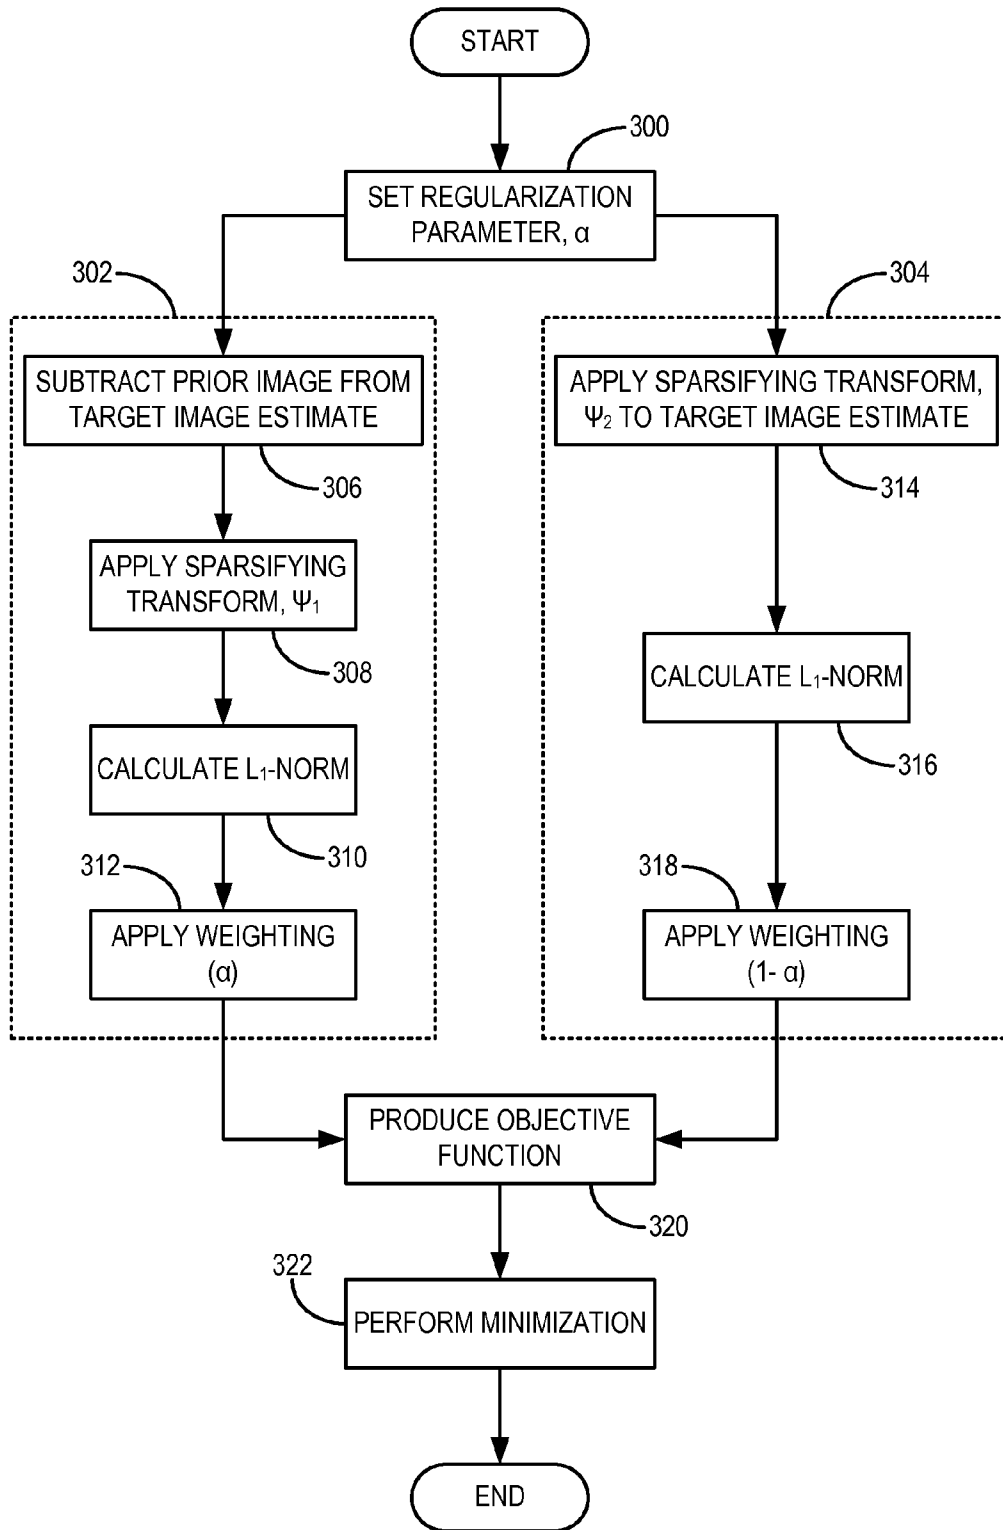 START
300
SET REGULARIZATION
PARAMETER, α
302
304
SUBTRACT PRIOR IMAGE FROM
TARGET IMAGE ESTIMATE
306
APPLY SPARSIFYING TRANSFORM,
Ψ₂ TO TARGET IMAGE ESTIMATE
314
APPLY SPARSIFYING
TRANSFORM, Ψ₁
308
CALCULATE L₁-NORM
316
CALCULATE L₁-NORM
310
312
APPLY WEIGHTING
(α)
318
APPLY WEIGHTING
(1- α)
PRODUCE OBJECTIVE
FUNCTION
320
322
PERFORM MINIMIZATION
END